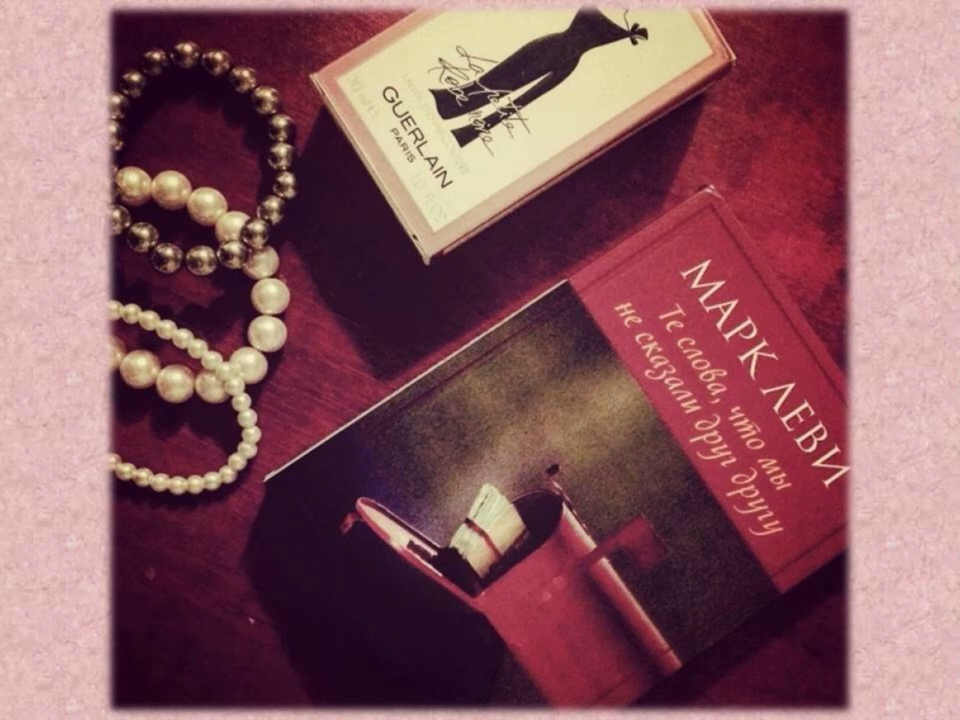 La petite
Robe noire
GUERLAIN
PARIS
МАРК ЛЕВИ
Те слова, что мы
не сказали друг другу